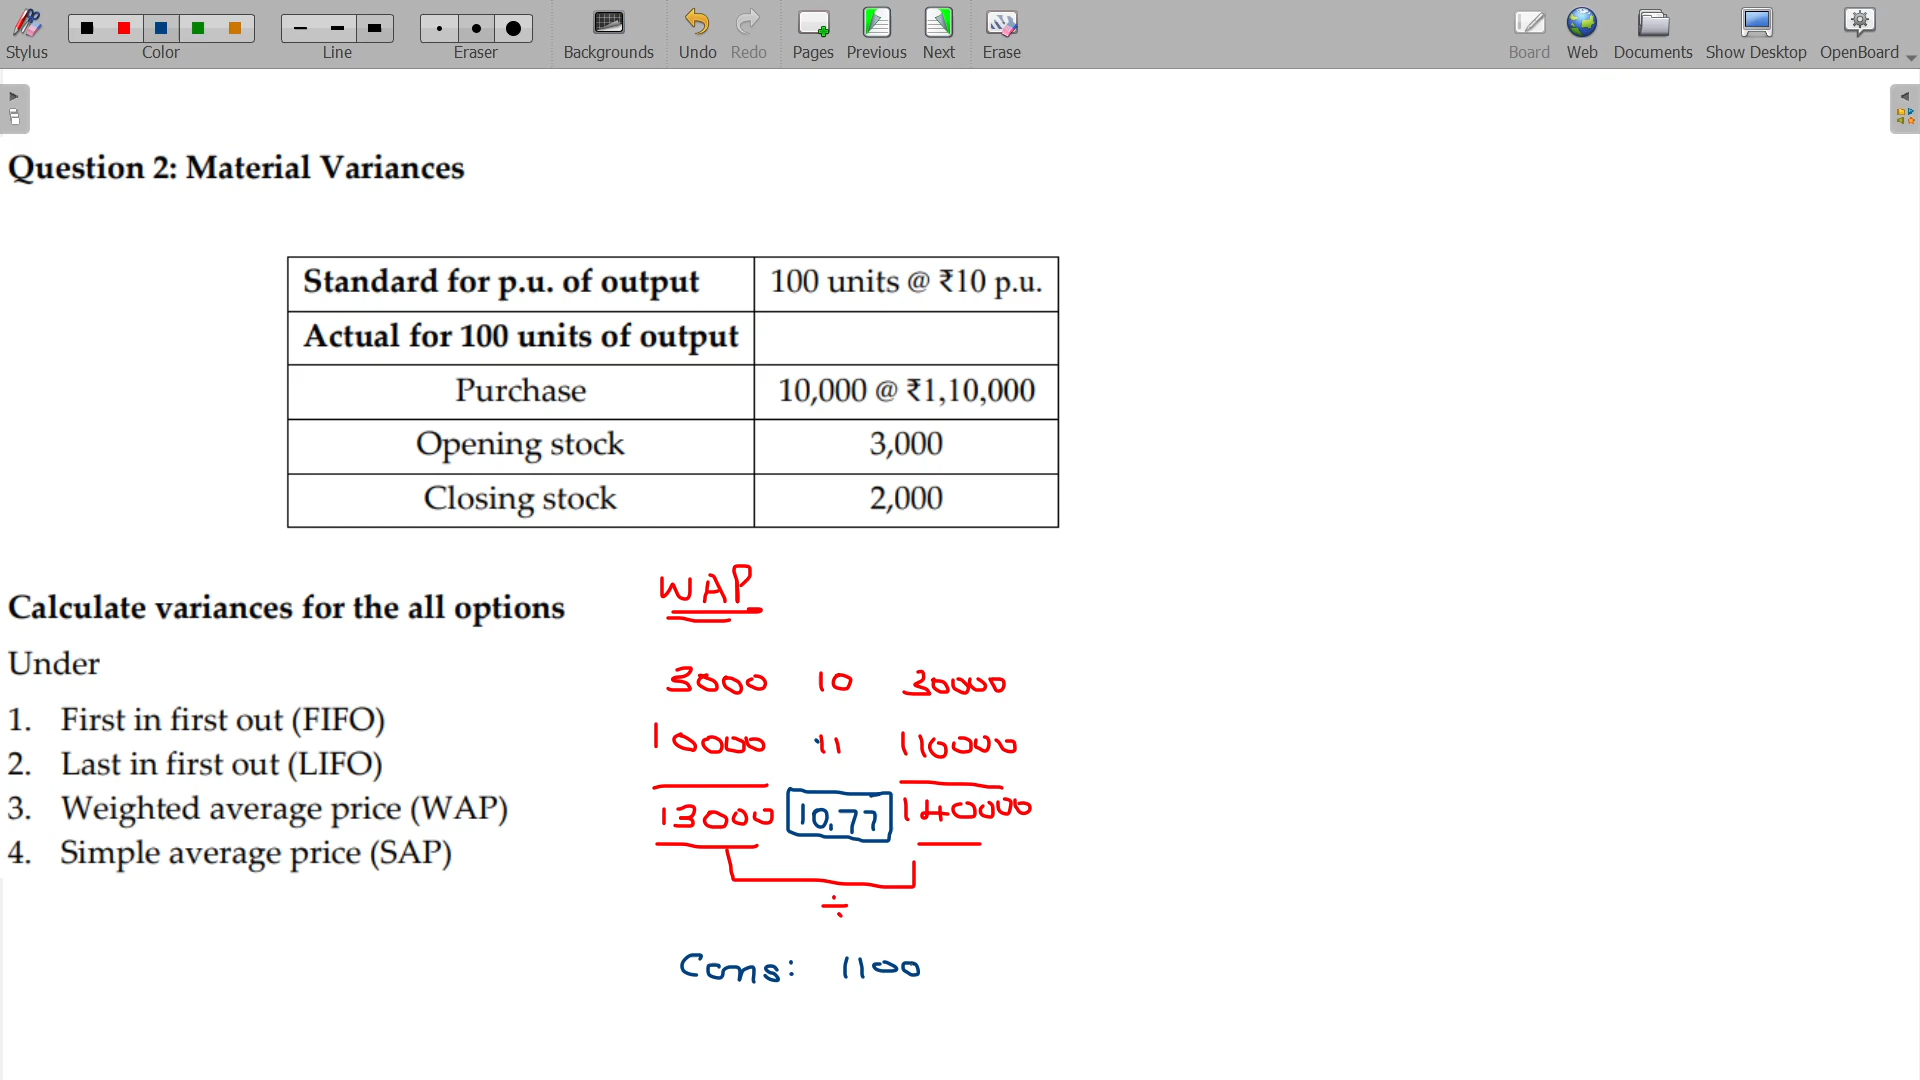 Stylus Color Line Eraser Backgrounds Undo Redo Pages Previous Next Erase Board Web Documents Show Desktop OpenBoard
Question 2: Material Variances
Standard for p.u. of output 100 units @ ₹10 p.u.
Actual for 100 units of output
Purchase 10,000 @ ₹1,10,000
Opening stock 3,000
Closing stock 2,000
Calculate variances for the all options
Under
1. First in first out (FIFO)
2. Last in first out (LIFO)
3. Weighted average price (WAP)
4. Simple average price (SAP)
WAP
3000 10 30000
10000 11 110000
13000 10.77 140000
÷
Cons: 1100